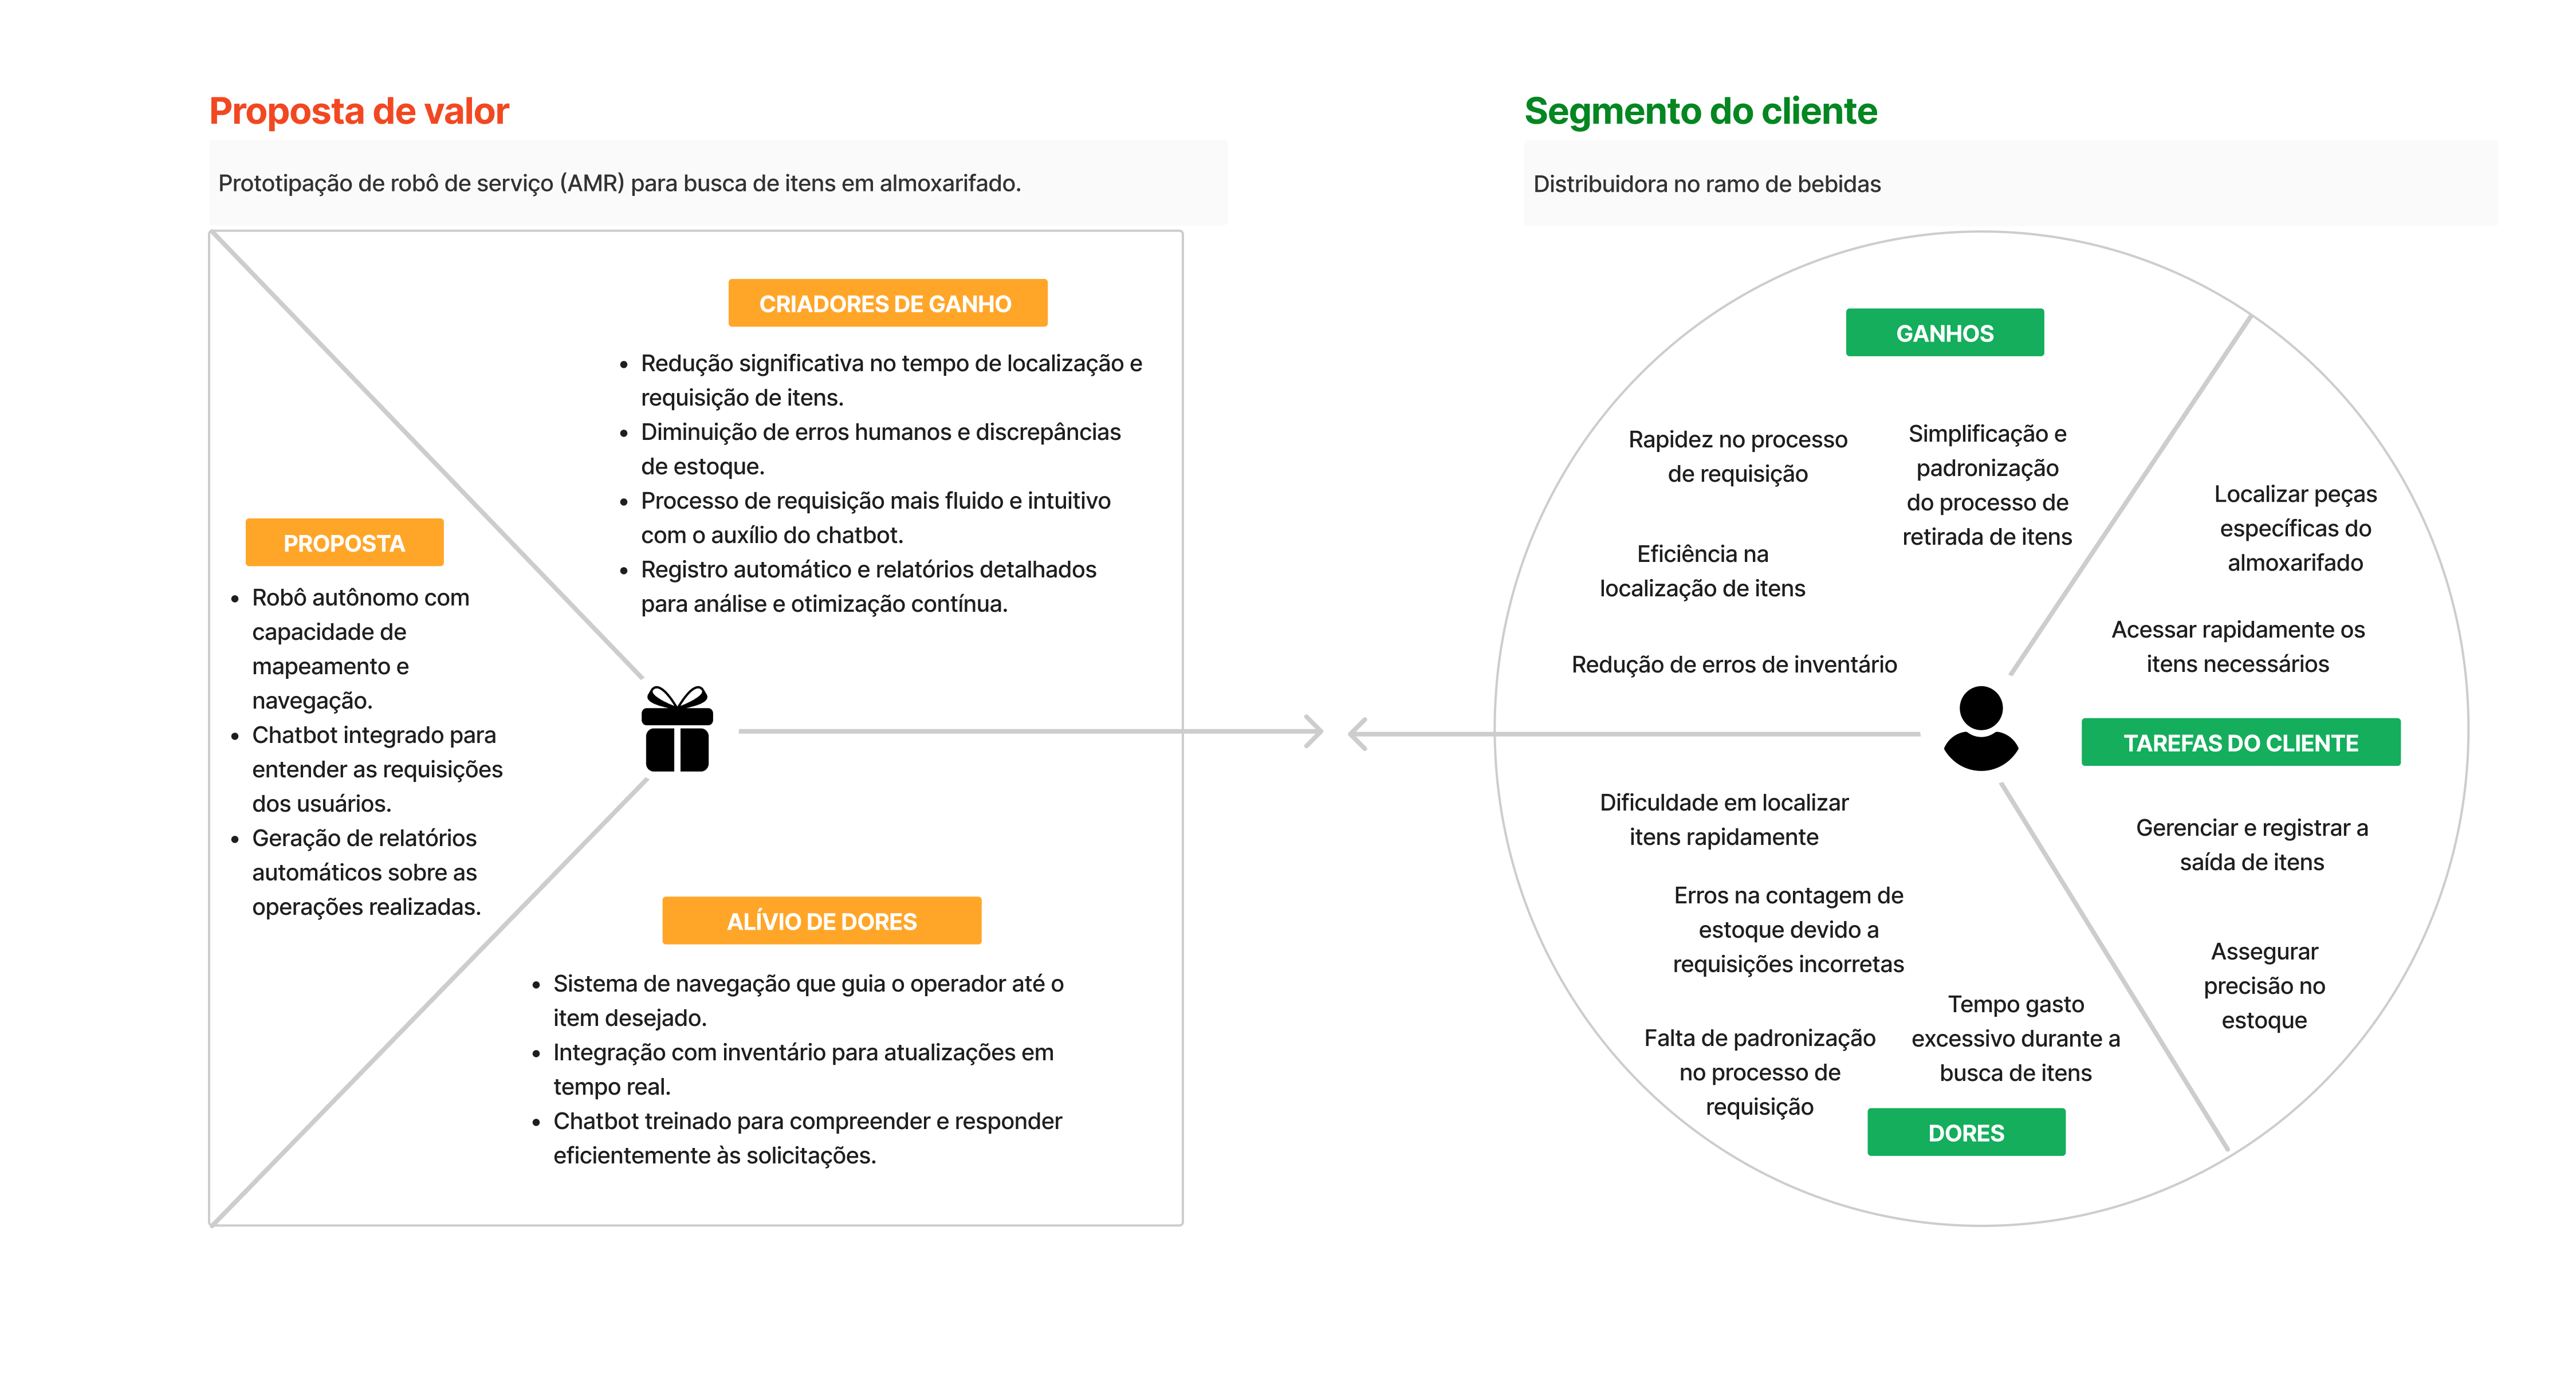 Proposta de valor
Prototipação de robô de serviço (AMR) para busca de itens em almoxarifado.
CRIADORES DE GANHO
• Redução significativa no tempo de localização e
requisição de itens.
• Diminuição de erros humanos e discrepâncias
de estoque.
• Processo de requisição mais fluido e intuitivo
com o auxílio do chatbot.
• Registro automático e relatórios detalhados
para análise e otimização contínua.
PROPOSTA
• Robô autônomo com
capacidade de
mapeamento e
navegação.
• Chatbot integrado para
entender as requisições
dos usuários.
• Geração de relatórios
automáticos sobre as
operações realizadas.
ALÍVIO DE DORES
• Sistema de navegação que guia o operador até o
item desejado.
• Integração com inventário para atualizações em
tempo real.
• Chatbot treinado para compreender e responder
eficientemente às solicitações.
Segmento do cliente
Distribuidora no ramo de bebidas
GANHOS
Rapidez no processo
de requisição
Simplificação e
padronização
do processo de
retirada de itens
Eficiência na
localização de itens
Redução de erros de inventário
Localizar peças
específicas do
almoxarifado
Acessar rapidamente os
itens necessários
TAREFAS DO CLIENTE
Gerenciar e registrar a
saída de itens
Assegurar
precisão no
estoque
Dificuldade em localizar
itens rapidamente
Erros na contagem de
estoque devido a
requisições incorretas
Tempo gasto
excessivo durante a
busca de itens
Falta de padronização
no processo de
requisição
DORES